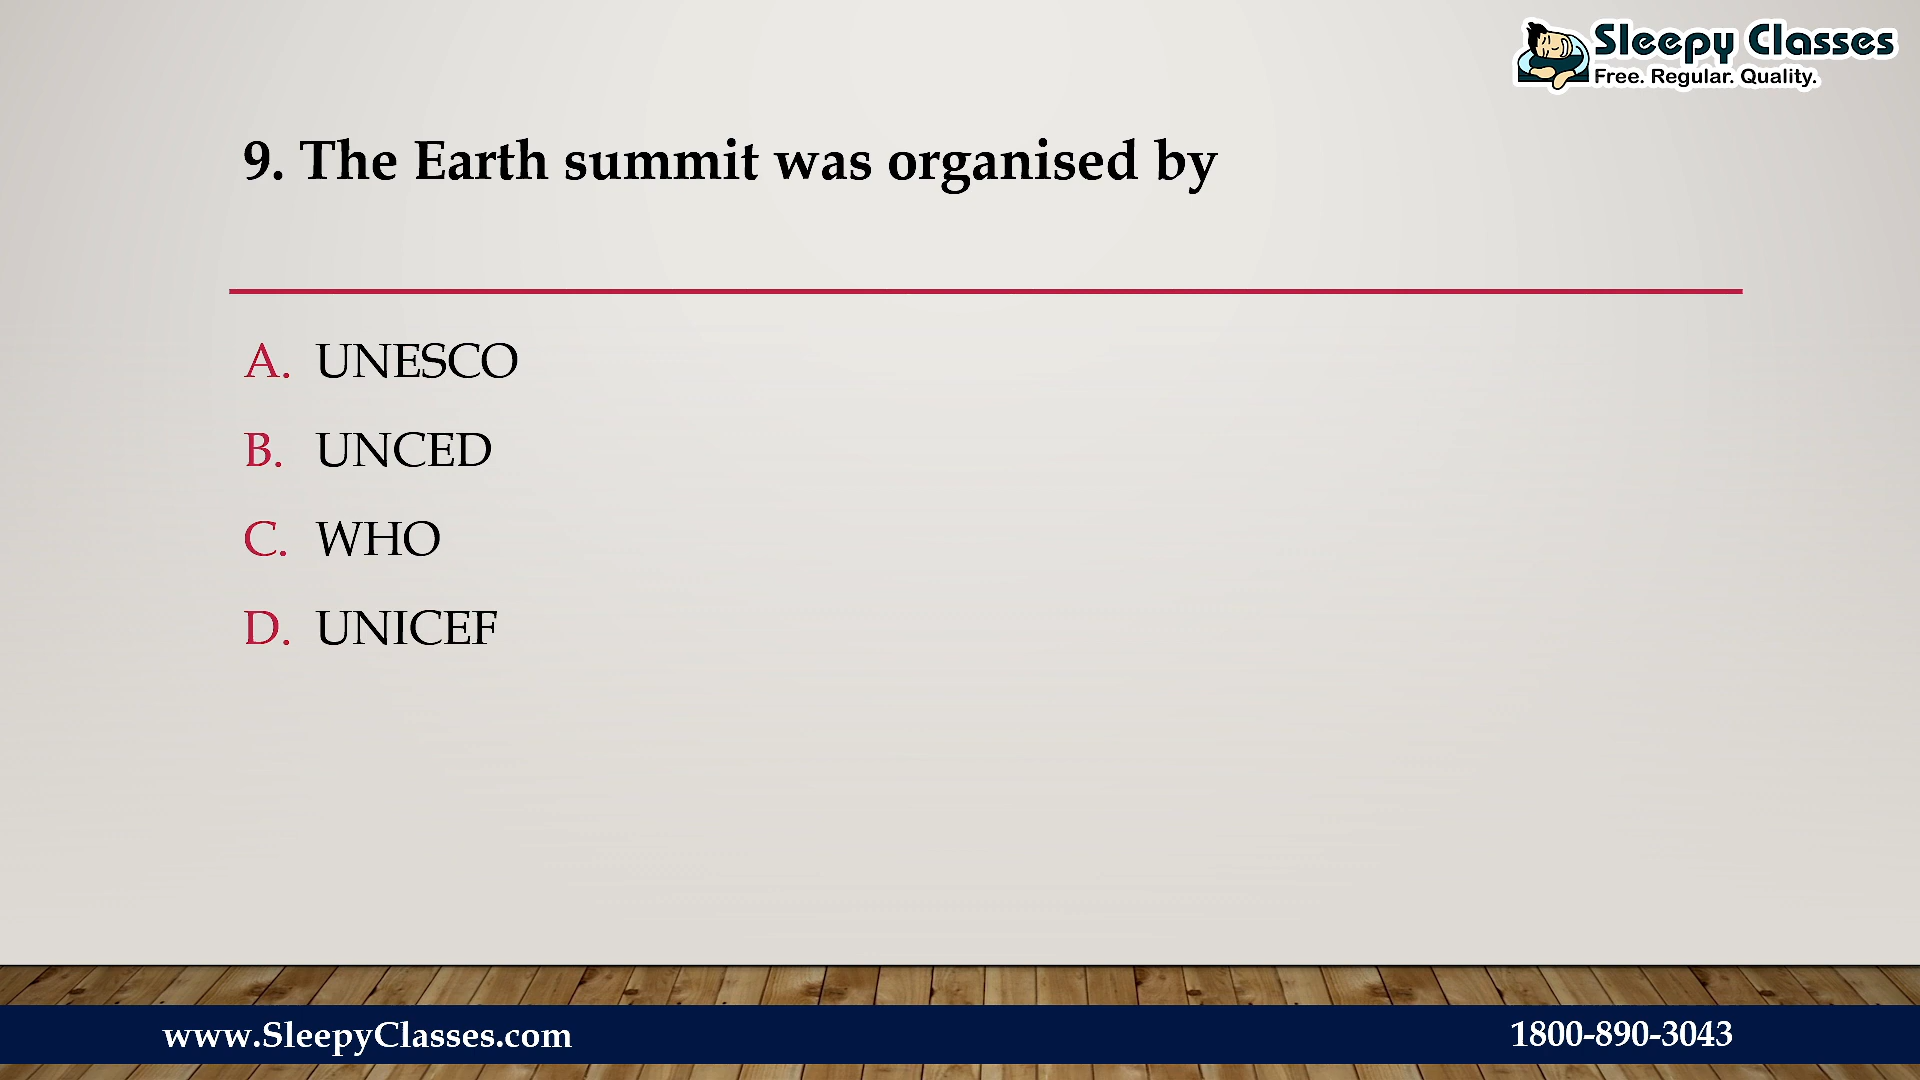 Sleepy Classes
Free. Regular. Quality.
9. The Earth summit was organised by
A. UNESCO
B. UNCED
C. WHO
D. UNICEF
www.SleepyClasses.com
1800-890-3043